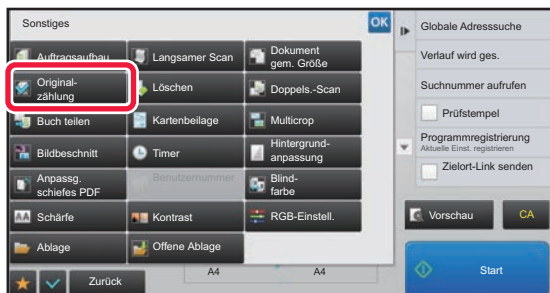 Sonstiges
OK
Auftragsaufbau
Langsamer Scan
Dokument
gem. Größe
Original-
zählung
Löschen
Doppels.-Scan
Buch teilen
Kartenbeilage
Multicrop
Bildbeschnitt
Timer
Hintergrund-
anpassung
Anpassg.
schiefes PDF
Benutzernummer
Blind-
farbe
AA
Schärfe
Kontrast
RGB-Einstell.
Ablage
Offene Ablage
Zurück
A4
A4
Globale Adresssuche
Verlauf wird ges.
Suchnummer aufrufen
Prüfstempel
Programmregistrierung
Aktuelle Einst. registrieren
Zielort-Link senden
Vorschau
CA
Start